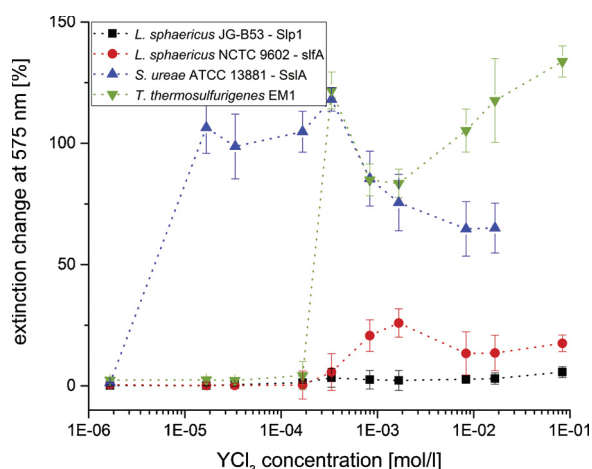 150
100
50
0
extinction change at 575 nm [%]
L. sphaericus JG-B53 - Slp1
L. sphaericus NCTC 9602 - slfA
S. ureae ATCC 13881 - SslA
T. thermosulfurigenes EM1
1E-06 1E-05 1E-04 1E-03 1E-02 1E-01
YCl₃ concentration [mol/l]